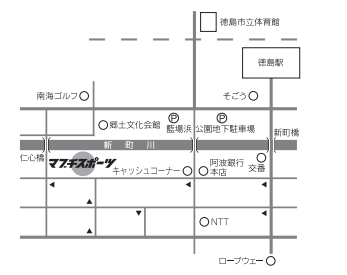 徳島市立体育館
徳島駅
南海ゴルフ
そごう
P
P
郷土文化会館
藍場浜
公園地下駐車場
新町橋
新町川
仁心橋
マブチスポーツ
キャッシュコーナー
阿波銀行
本店
交番
NTT
ロープウェー